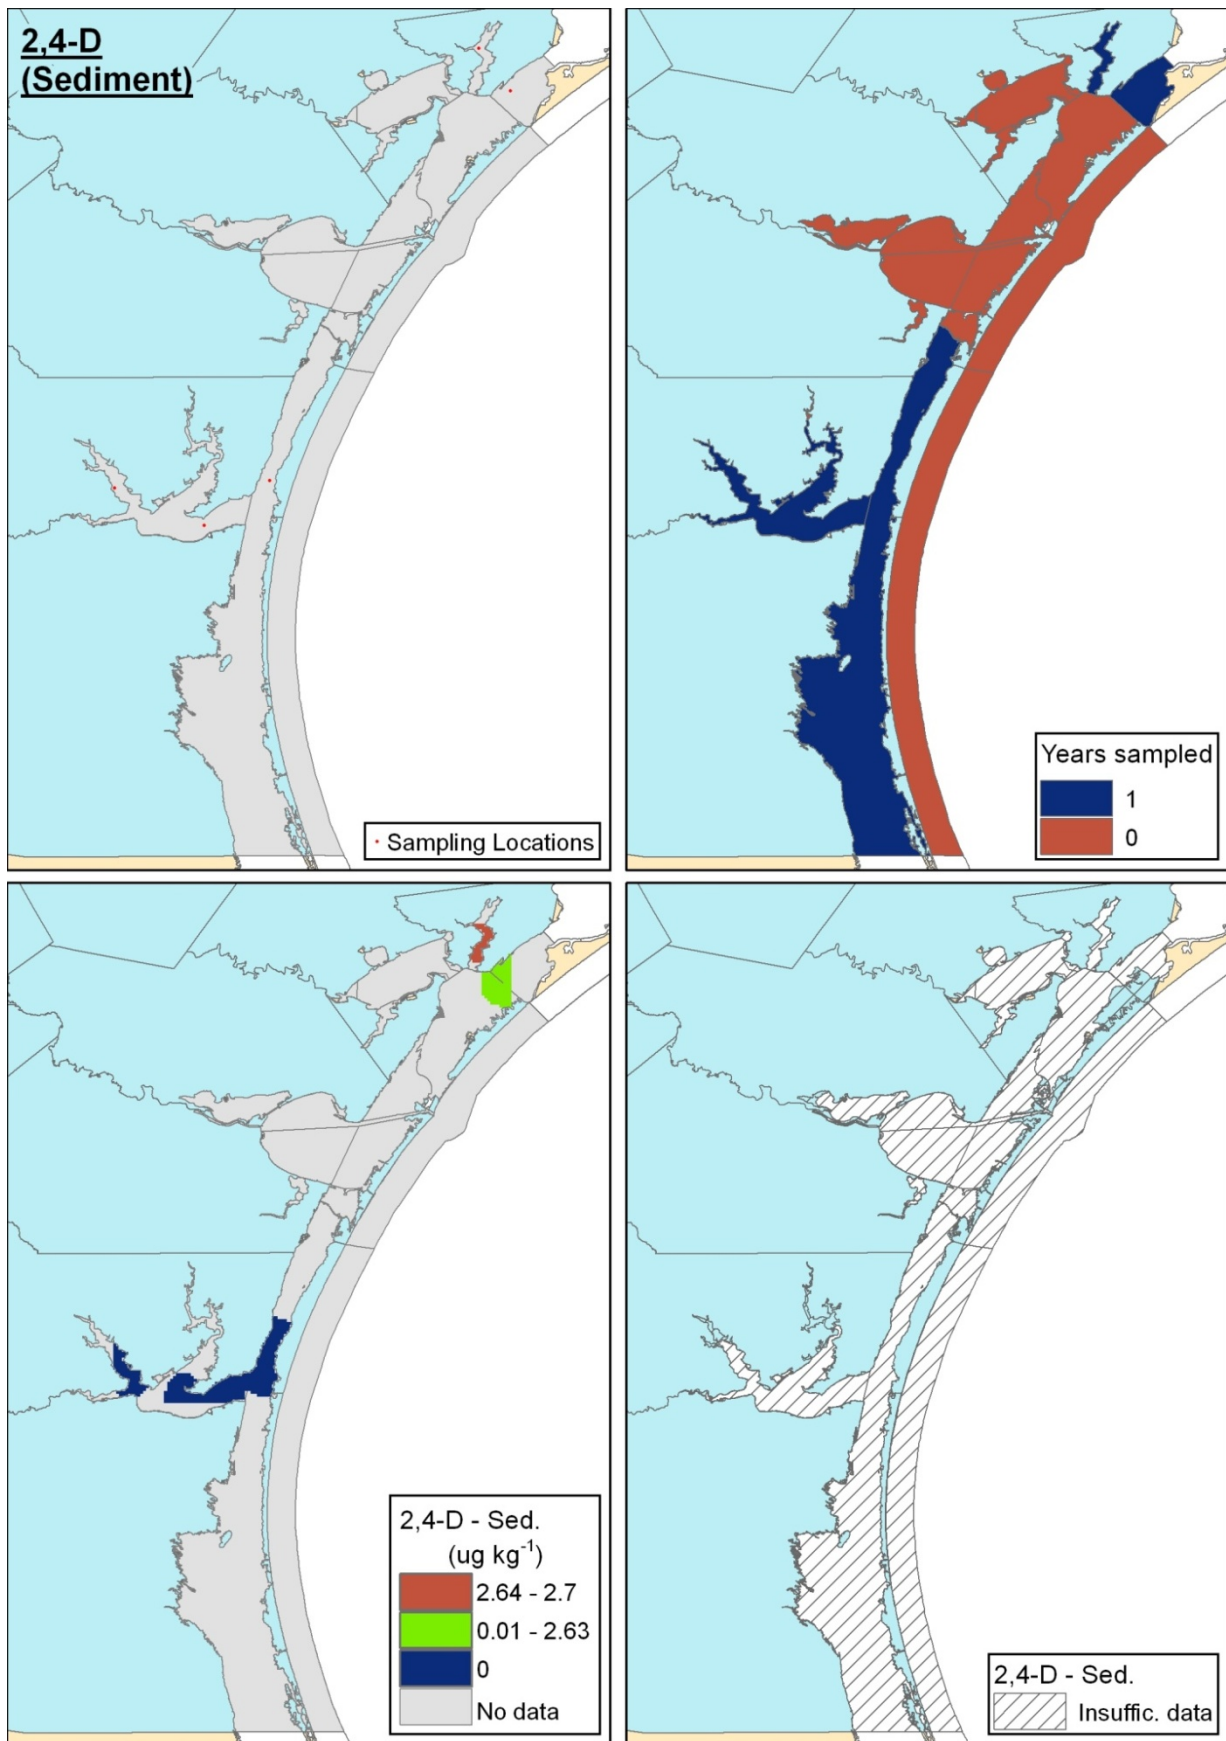 2,4-D
(Sediment)
Sampling Locations
Years sampled
1
0
2,4-D - Sed.
(ug kg⁻¹)
2.64 - 2.7
0.01 - 2.63
0
No data
2,4-D - Sed.
Insuffic. data